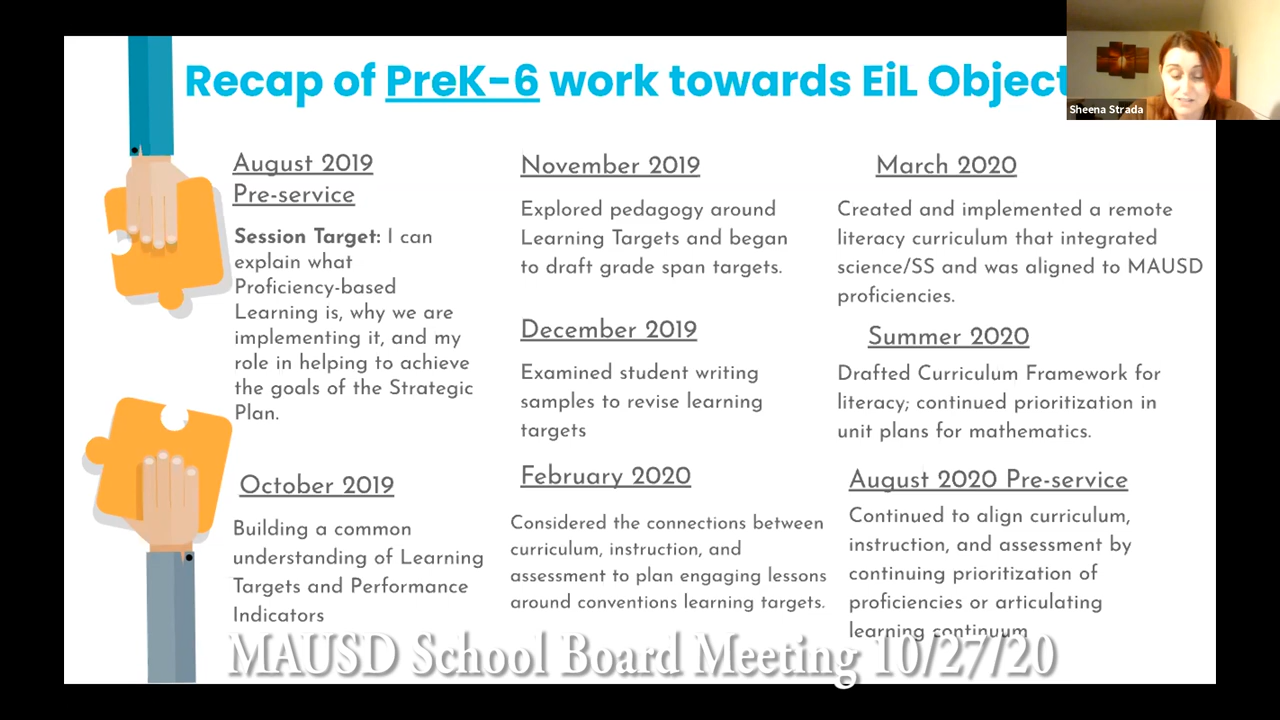 Recap of PreK-6 work towards EiL Object
Sheena Strada
August 2019
Pre-service
Session Target: I can
explain what
Proficiency-based
Learning is, why we are
implementing it, and my
role in helping to achieve
the goals of the Strategic
Plan.
October 2019
Building a common
understanding of Learning
Targets and Performance
Indicators
November 2019
Explored pedagogy around
Learning Targets and began
to draft grade span targets.
December 2019
Examined student writing
samples to revise learning
targets
February 2020
Considered the connections between
curriculum, instruction, and
assessment to plan engaging lessons
around conventions learning targets.
March 2020
Created and implemented a remote
literacy curriculum that integrated
science/SS and was aligned to MAUSD
proficiencies.
Summer 2020
Drafted Curriculum Framework for
literacy; continued prioritization in
unit plans for mathematics.
August 2020 Pre-service
Continued to align curriculum,
instruction, and assessment by
continuing prioritization of
proficiencies or articulating
learning continuum
MAUSD School Board Meeting 10/27/20